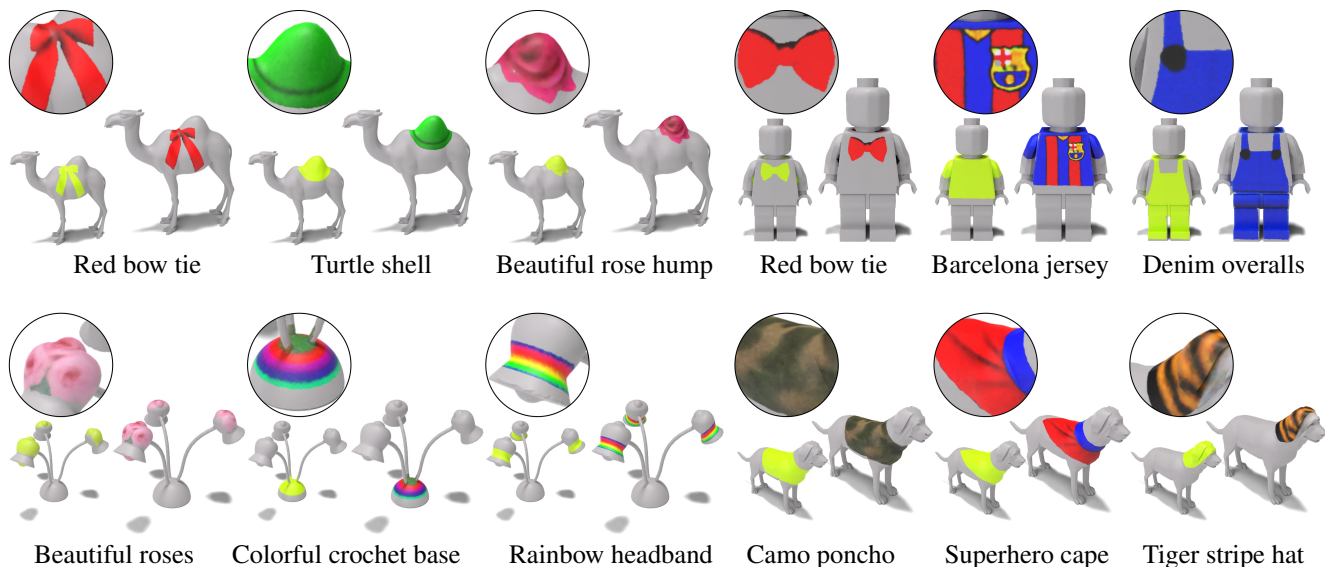 Red bow tie
Turtle shell
Beautiful rose hump
Red bow tie
Barcelona jersey
Denim overalls
Beautiful roses
Colorful crochet base
Rainbow headband
Camo poncho
Superhero cape
Tiger stripe hat